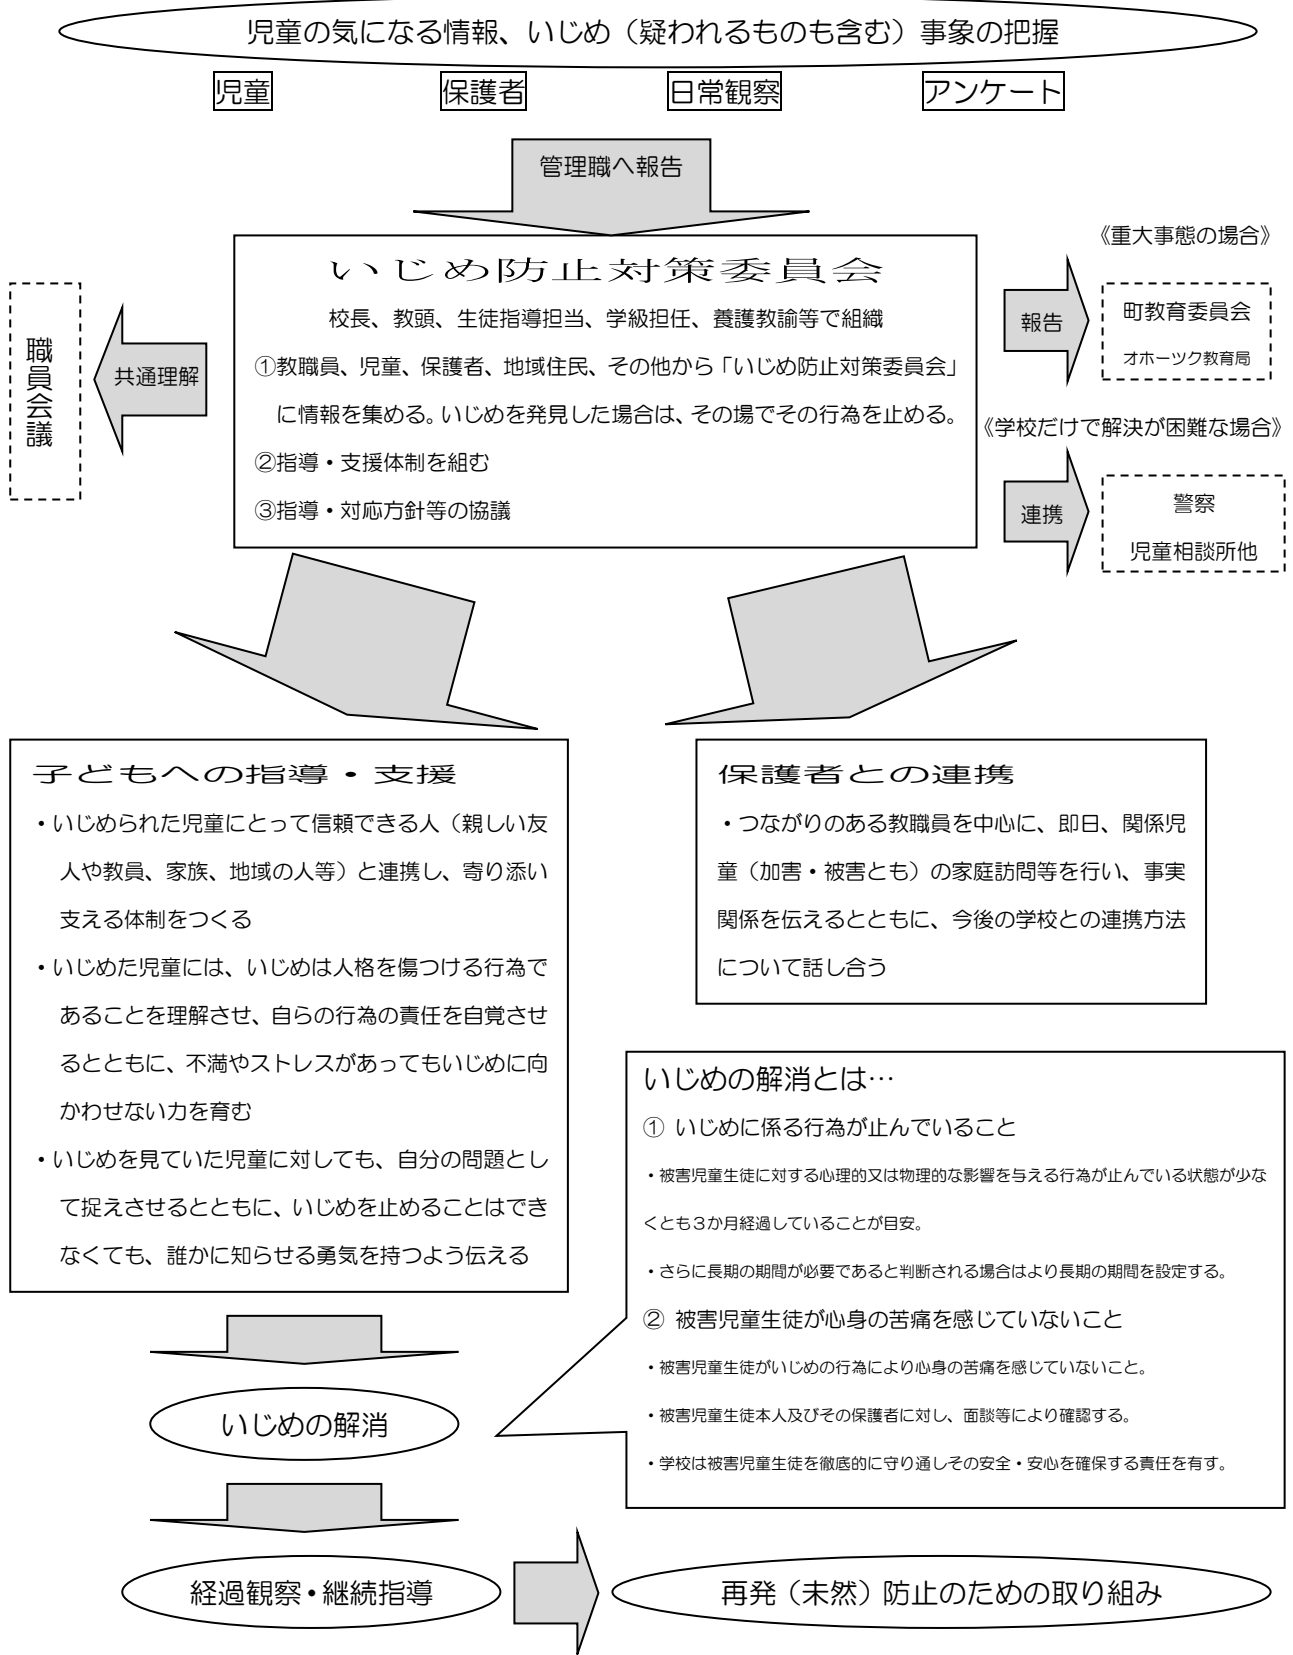 児童の気になる情報、いじめ（疑われるものも含む）事象の把握
児童
保護者
日常観察
アンケート
管理職へ報告
いじめ防止対策委員会
校長、教頭、生徒指導担当、学級担任、養護教諭等で組織
①教職員、児童、保護者、地域住民、その他から「いじめ防止対策委員会」
に情報を集める。いじめを発見した場合は、その場でその行為を止める。
②指導・支援体制を組む
③指導・対応方針等の協議
共通理解
職員会議
《重大事態の場合》
報告
町教育委員会
オホーツク教育局
《学校だけで解決が困難な場合》
連携
警察
児童相談所他
子どもへの指導・支援
・いじめられた児童にとって信頼できる人（親しい友
人や教員、家族、地域の人等）と連携し、寄り添い
支える体制をつくる
・いじめた児童には、いじめは人格を傷つける行為で
あることを理解させ、自らの行為の責任を自覚させ
るとともに、不満やストレスがあってもいじめに向
かわせない力を育む
・いじめを見ていた児童に対しても、自分の問題とし
て捉えさせるとともに、いじめを止めることはでき
なくても、誰かに知らせる勇気を持つよう伝える
保護者との連携
・つながりのある教職員を中心に、即日、関係児
童（加害・被害とも）の家庭訪問等を行い、事実
関係を伝えるとともに、今後の学校との連携方法
について話し合う
いじめの解消とは…
① いじめに係る行為が止んでいること
・被害児童生徒に対する心理的又は物理的な影響を与える行為が止んでいる状態が少な
くとも３か月経過していることが目安。
・さらに長期の期間が必要であると判断される場合はより長期の期間を設定する。
② 被害児童生徒が心身の苦痛を感じていないこと
・被害児童生徒がいじめの行為により心身の苦痛を感じていないこと。
・被害児童生徒本人及びその保護者に対し、面談等により確認する。
・学校は被害児童生徒を徹底的に守り通しその安全・安心を確保する責任を有す。
いじめの解消
経過観察・継続指導
再発（未然）防止のための取り組み